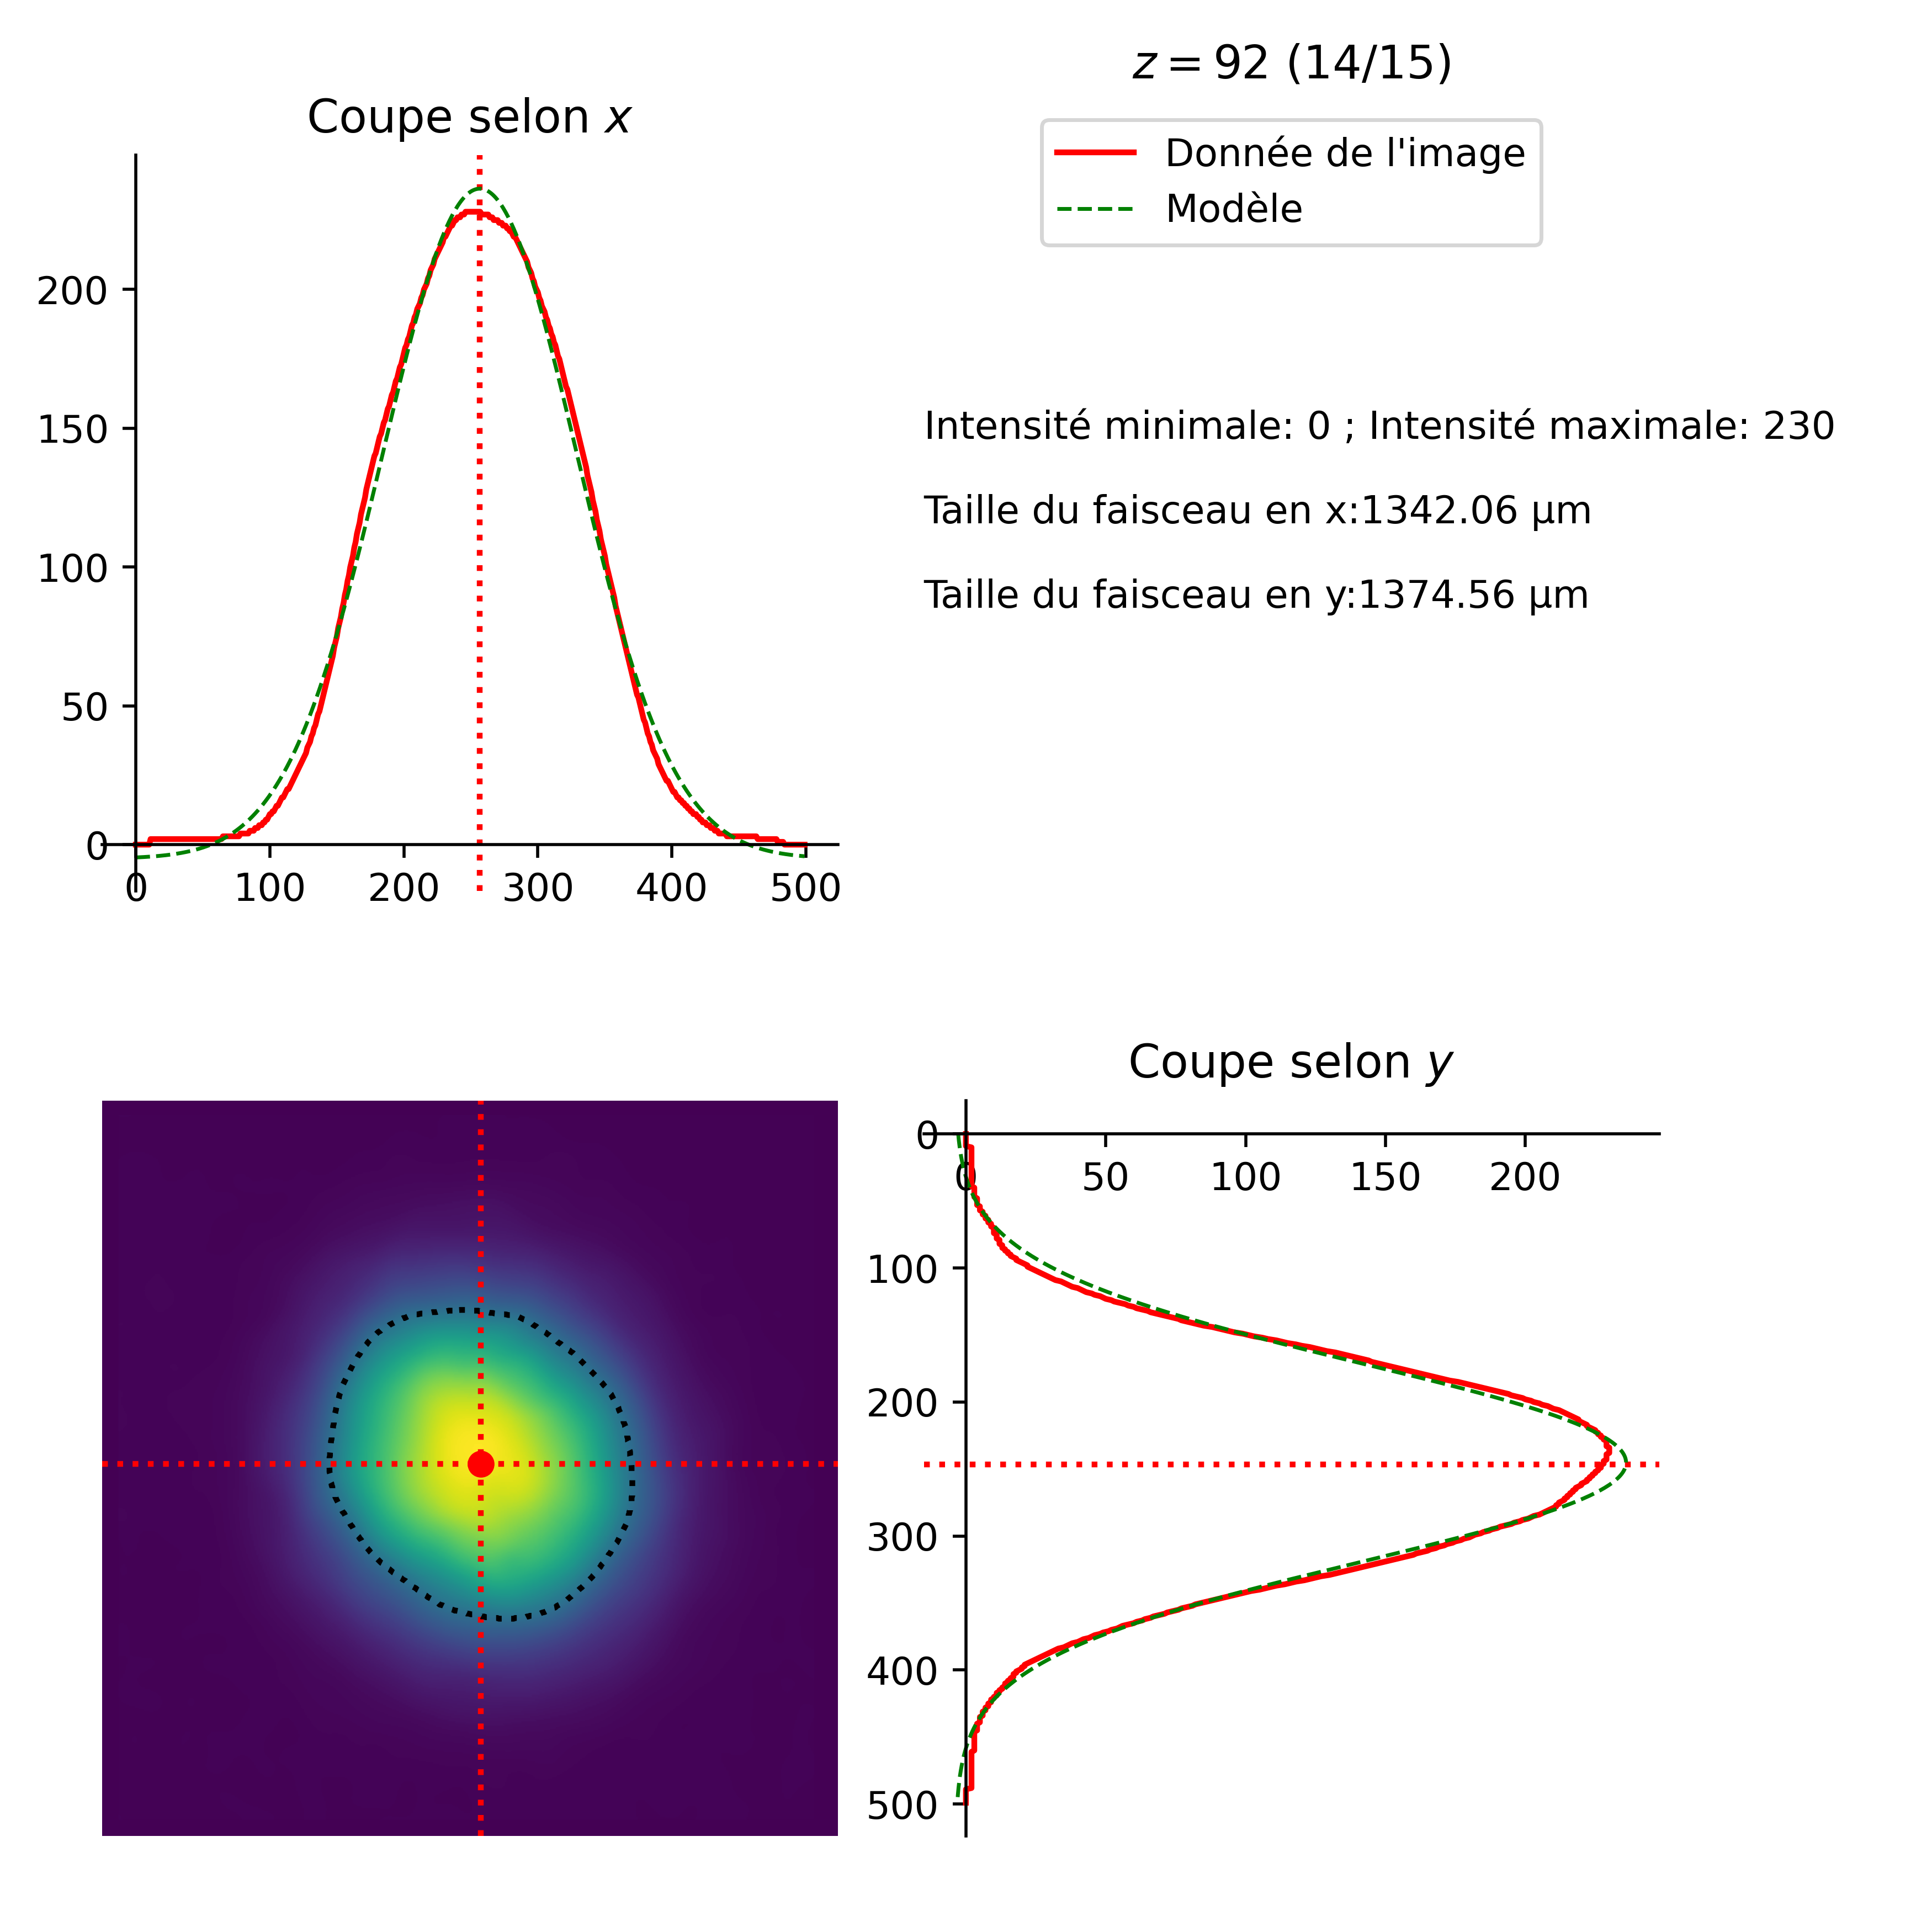 z = 92 (14/15)
Coupe selon x
Donnée de l'image
Modèle
200
150
100
50
0
0 100 200 300 400 500
Intensité minimale: 0 ; Intensité maximale: 230
Taille du faisceau en x:1342.06 µm
Taille du faisceau en y:1374.56 µm
Coupe selon y
0
0 50 100 150 200
100
200
300
400
500